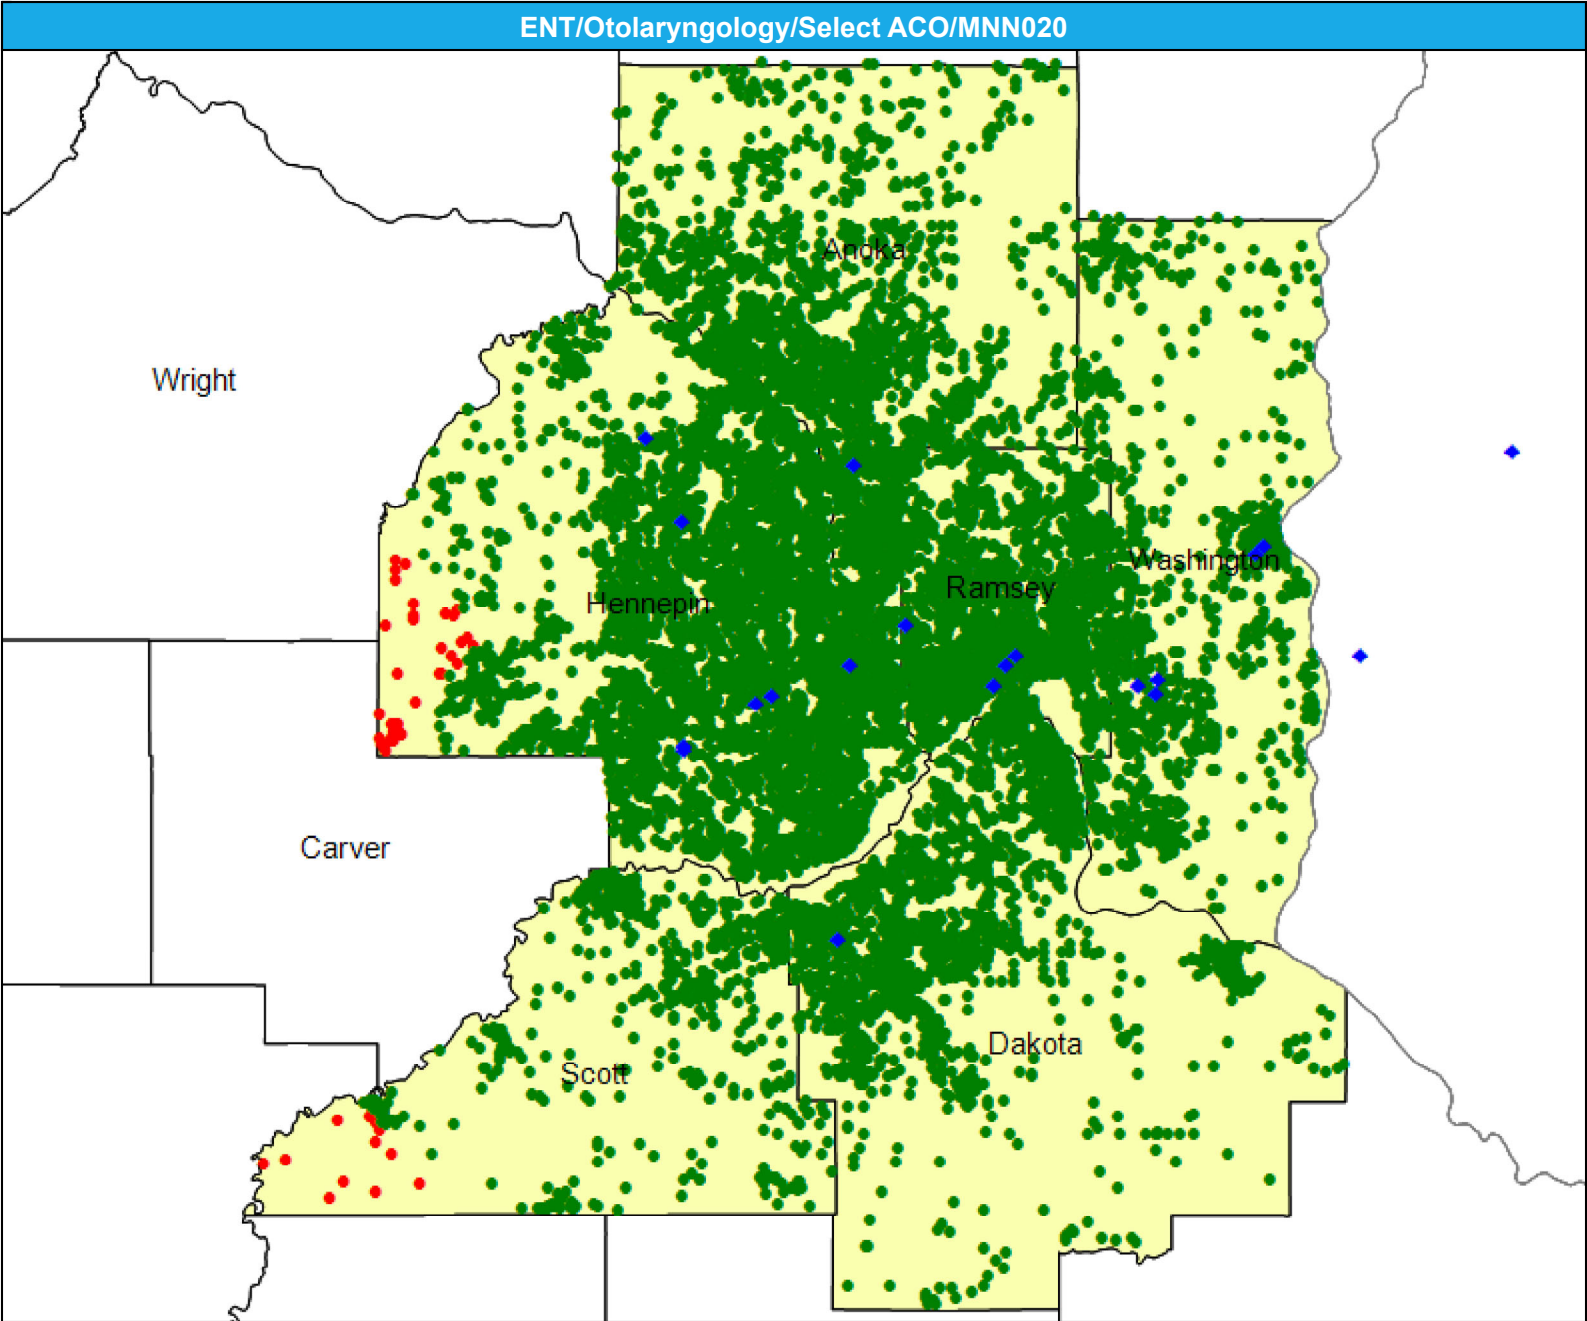 ENT/Otolaryngology/Select ACO/MNN020
Anoka
Wright
Washington
Ramsey
Hennepin
Carver
Dakota
Scott